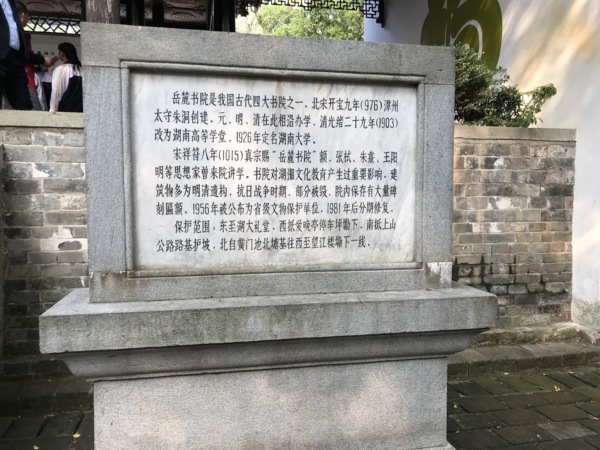 岳麓书院是我国古代四大书院之一，北宋开宝九年(976)潭州
太守朱洞创建，元、明、清在此相沿办学。清光绪二十九年(1903)
改为湖南高等学堂，1926年定名湖南大学。
宋祥符八年(1015)真宗赐“岳麓书院”额，张栻、朱熹、王阳
明等思想家曾来院讲学。书院对湖湘文化教育产生过重要影响，建
筑物多为明清遗构，抗日战争时期，部分被毁，院内保存有大量碑
刻匾额，1956年被公布为省级文物保护单位，1981年后分期修复。
保护范围：东至湖大礼堂，西抵爱晚亭停车坪塝下，南抵上山
公路路基护坡，北自黄门池北墈基往西至望江楼塝下一线。